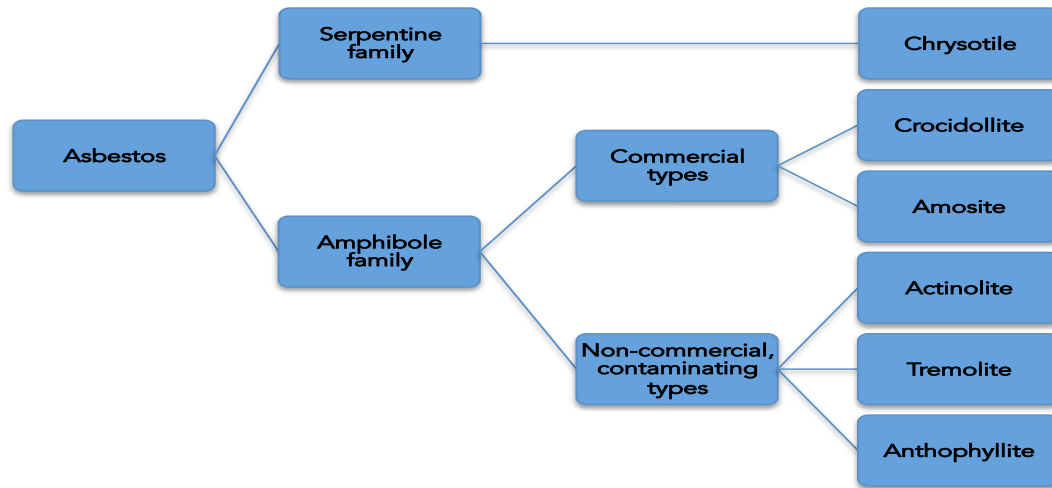 Asbestos
Serpentine
family
Amphibole
family
Commercial
types
Non-commercial,
contaminating
types
Chrysotile
Crocidollite
Amosite
Actinolite
Tremolite
Anthophyllite